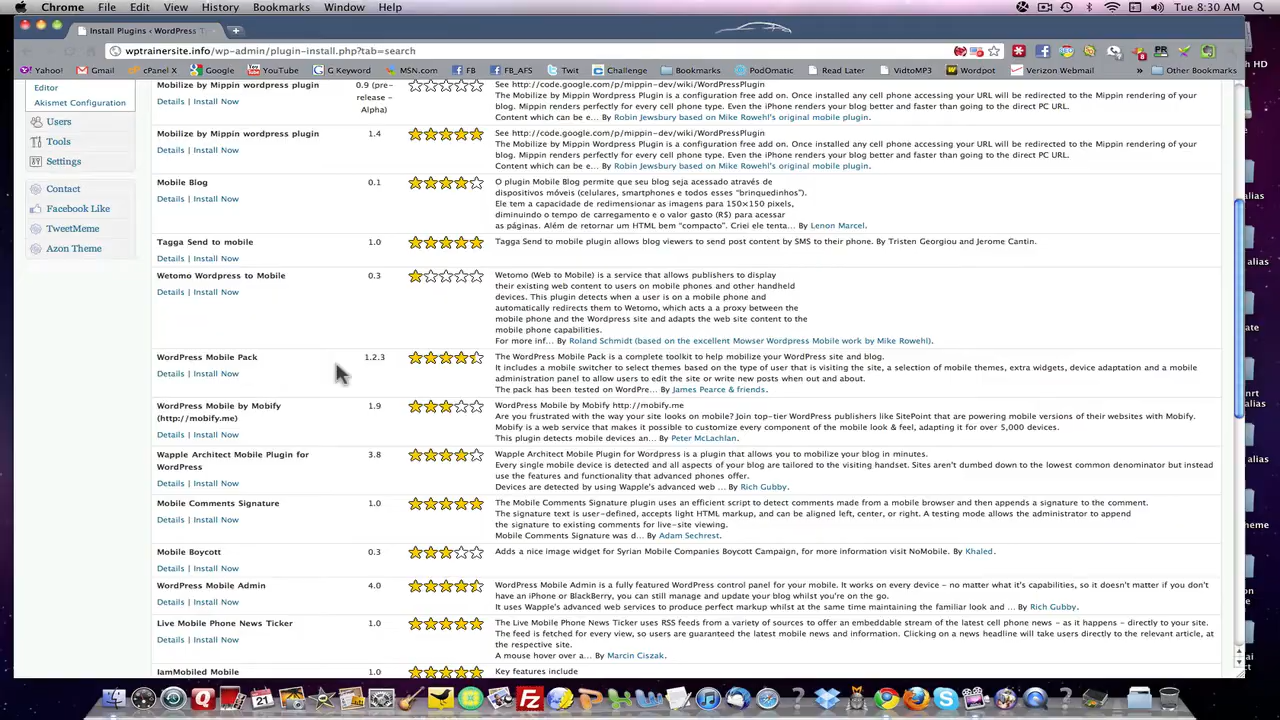 Chrome File Edit View History Bookmarks Window Help Tue 8:30 AM
Install Plugins ‹ WordPress T
wptrainersite.info/wp-admin/plugin-install.php?tab=search
Yahoo! Gmail cPanel X Google YouTube G Keyword MSN.com FB FB_AFS Twit Challenge Bookmarks PodOmatic Read Later VidtoMP3 Wordpot Verizon Webmail » Other Bookmarks
Editor
Akismet Configuration
Users
Tools
Settings
Contact
Facebook Like
TweetMeme
Azon Theme
Mobilize by Mippin wordpress plugin 0.9 (pre-release – Alpha)
Details | Install Now
See http://code.google.com/p/mippin-dev/wiki/WordPressPlugin
The Mobilize by Mippin Wordpress Plugin is a configuration free add on. Once installed any cell phone accessing your URL will be redirected to the Mippin rendering of your
blog. Mippin renders perfectly for every cell phone type. Even the iPhone renders your blog better and faster than going to the direct PC URL.
Content which can be e... By Robin Jewsbury based on Mike Rowehl's original mobile plugin.
Mobilize by Mippin wordpress plugin 1.4
Details | Install Now
See http://code.google.com/p/mippin-dev/wiki/WordPressPlugin
The Mobilize by Mippin Wordpress Plugin is a configuration free add on. Once installed any cell phone accessing your URL will be redirected to the Mippin rendering of your
blog. Mippin renders perfectly for every cell phone type. Even the iPhone renders your blog better and faster than going to the direct PC URL.
Content which can be e... By Robin Jewsbury based on Mike Rowehl's original mobile plugin.
Mobile Blog 0.1
Details | Install Now
O plugin Mobile Blog permite que seu blog seja acessado através de
dispositivos móveis (celulares, smartphones e todos esses “brinquedinhos”).
Ele tem a capacidade de redimensionar as imagens para 150×150 pixels,
diminuindo o tempo de carregamento e o valor gasto (R$) para acessar
as páginas. Além de retornar um HTML bem “compacto”. Criei ele tenta... By Lenon Marcel.
Tagga Send to mobile 1.0
Details | Install Now
Tagga Send to mobile plugin allows blog viewers to send post content by SMS to their phone. By Tristen Georgiou and Jerome Cantin.
Wetomo Wordpress to Mobile 0.3
Details | Install Now
Wetomo (Web to Mobile) is a service that allows publishers to display
their existing web content to users on mobile phones and other handheld
devices. This plugin detects when a user is on a mobile phone and
automatically redirects them to Wetomo, which acts a a proxy between the
mobile phone and the Wordpress site and adapts the web site content to the
mobile phone capabilities.
For more inf... By Roland Schmidt (based on the excellent Mowser Wordpress Mobile work by Mike Rowehl).
WordPress Mobile Pack 1.2.3
Details | Install Now
The WordPress Mobile Pack is a complete toolkit to help mobilize your WordPress site and blog.
It includes a mobile switcher to select themes based on the type of user that is visiting the site, a selection of mobile themes, extra widgets, device adaptation and a mobile
administration panel to allow users to edit the site or write new posts when out and about.
The pack has been tested on WordPre... By James Pearce & friends.
WordPress Mobile by Mobify (http://mobify.me) 1.9
Details | Install Now
WordPress Mobile by Mobify http://mobify.me
Are you frustrated with the way your site looks on mobile? Join top-tier WordPress publishers like SitePoint that are powering mobile versions of their websites with Mobify.
Mobify is a web service that makes it possible to customize every component of the mobile look & feel, adapting it for over 5,000 devices.
This plugin detects mobile devices an... By Peter McLachlan.
Wapple Architect Mobile Plugin for WordPress 3.8
Details | Install Now
Wapple Architect Mobile Plugin for WordPress is a plugin that allows you to mobilize your blog in minutes.
Every single mobile device is detected and all aspects of your blog are tailored to the visiting handset. Sites aren't dumbed down to the lowest common denominator but instead
use the features and functionality that advanced phones offer.
Devices are detected by using Wapple's advanced web ... By Rich Gubby.
Mobile Comments Signature 1.0
Details | Install Now
The Mobile Comments Signature plugin uses an efficient script to detect comments made from a mobile browser and then appends a signature to the comment.
The signature text is user-defined, accepts light HTML markup, and can be aligned left, center, or right. A testing mode allows the administrator to append
the signature to existing comments for live-site viewing.
Mobile Comments Signature was d... By Adam Sechrest.
Mobile Boycott 0.3
Details | Install Now
Adds a nice image widget for Syrian Mobile Companies Boycott Campaign, for more information visit NoMobile. By Khaled.
WordPress Mobile Admin 4.0
Details | Install Now
WordPress Mobile Admin is a fully featured WordPress control panel for your mobile. It works on every device – no matter what it's capabilities, so it doesn't matter if you don't
have an iPhone or BlackBerry, you can still manage and update your blog whilst you're on the go.
It uses Wapple's advanced web services to produce perfect markup whilst at the same time maintaining the familiar look and ... By Rich Gubby.
Live Mobile Phone News Ticker 1.0
Details | Install Now
The Live Mobile Phone News Ticker uses RSS feeds from a variety of sources to offer an embeddable stream of the latest cell phone news – as it happens – directly to your site.
The feed is fetched for every view, so users are guaranteed the latest mobile news and information. Clicking on a news headline will take users directly to the relevant article, at
the respective site.
A mouse hover over a... By Marcin Ciszak.
IamMobiled Mobile 1.0
Key features include